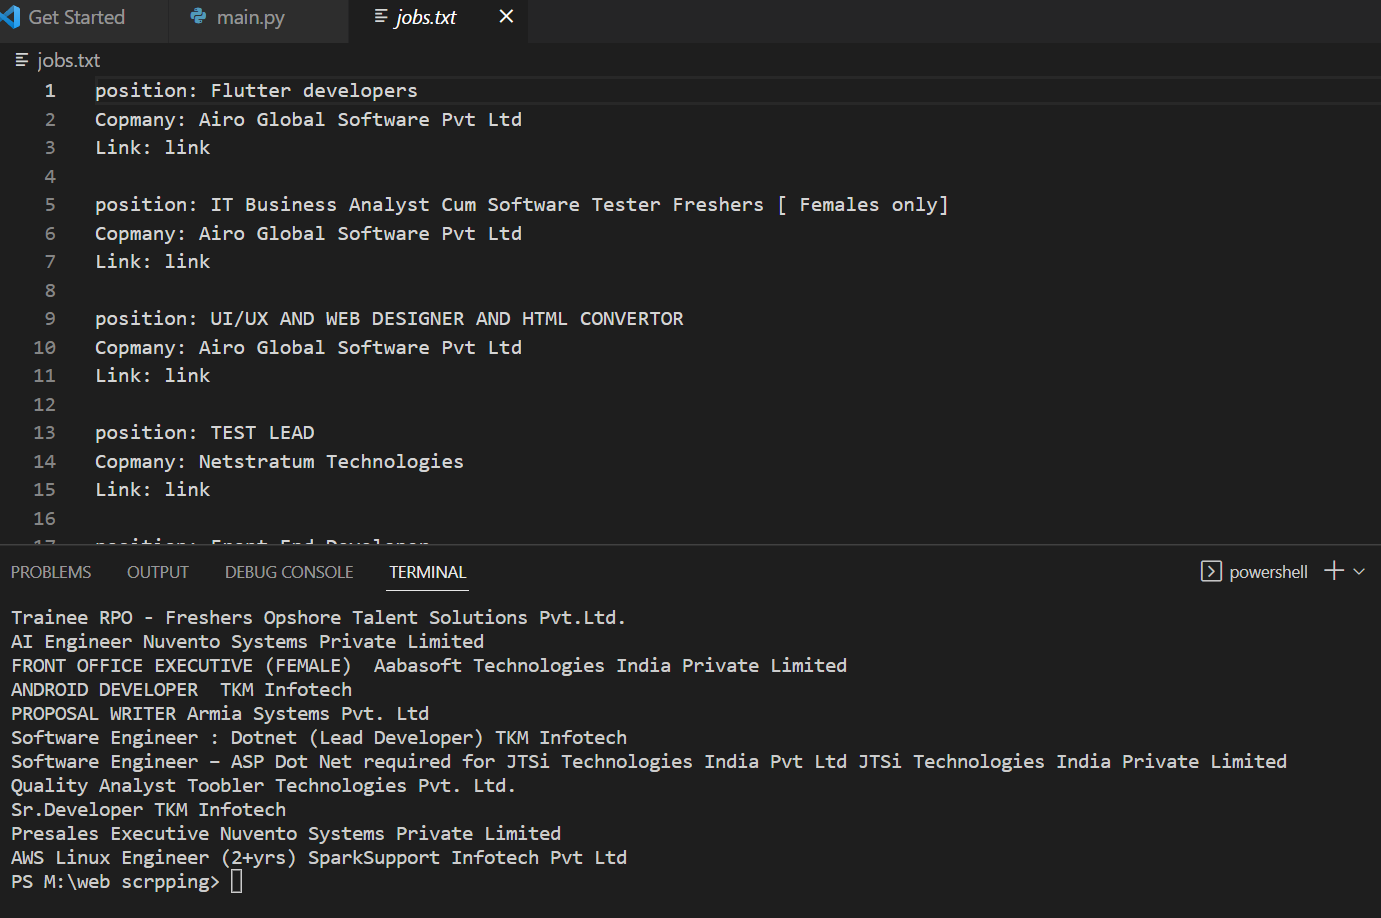 Get Started
main.py
jobs.txt
jobs.txt
1 position: Flutter developers
2 Copmany: Airo Global Software Pvt Ltd
3 Link: link
4
5 position: IT Business Analyst Cum Software Tester Freshers [ Females only]
6 Copmany: Airo Global Software Pvt Ltd
7 Link: link
8
9 position: UI/UX AND WEB DESIGNER AND HTML CONVERTOR
10 Copmany: Airo Global Software Pvt Ltd
11 Link: link
12
13 position: TEST LEAD
14 Copmany: Netstratum Technologies
15 Link: link
16
17 position: Front End Developer
PROBLEMS OUTPUT DEBUG CONSOLE TERMINAL powershell
Trainee RPO - Freshers Opshore Talent Solutions Pvt.Ltd.
AI Engineer Nuvento Systems Private Limited
FRONT OFFICE EXECUTIVE (FEMALE)  Aabasoft Technologies India Private Limited
ANDROID DEVELOPER  TKM Infotech
PROPOSAL WRITER Armia Systems Pvt. Ltd
Software Engineer : Dotnet (Lead Developer) TKM Infotech
Software Engineer – ASP Dot Net required for JTSi Technologies India Pvt Ltd JTSi Technologies India Private Limited
Quality Analyst Toobler Technologies Pvt. Ltd.
Sr.Developer TKM Infotech
Presales Executive Nuvento Systems Private Limited
AWS Linux Engineer (2+yrs) SparkSupport Infotech Pvt Ltd
PS M:\web scrpping>